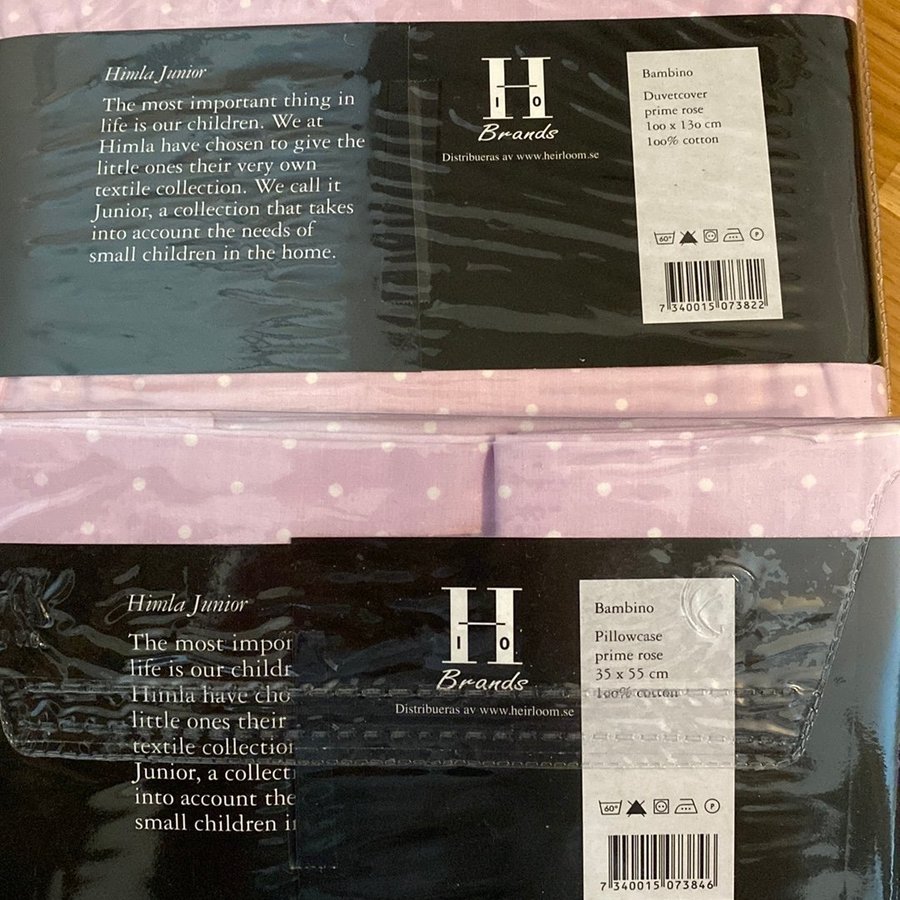 Himla Junior
The most important thing in
life is our children. We at
Himla have chosen to give the
little ones their very own
textile collection. We call it
Junior, a collection that takes
into account the needs of
small children in the home.
H
10
Brands
Distribueras av www.heirloom.se
Bambino
Duvetcover
prime rose
100 x 130 cm
100% cotton
60°
P
7 340015 073822
Himla Junior
The most impor
life is our childr
Himla have cho
little ones their
textile collection
Junior, a collect
into account the
small children i
H
10
Brands
Distribueras av www.heirloom.se
Bambino
Pillowcase
prime rose
35 x 55 cm
100% cotton
60°
P
7 340015 073846